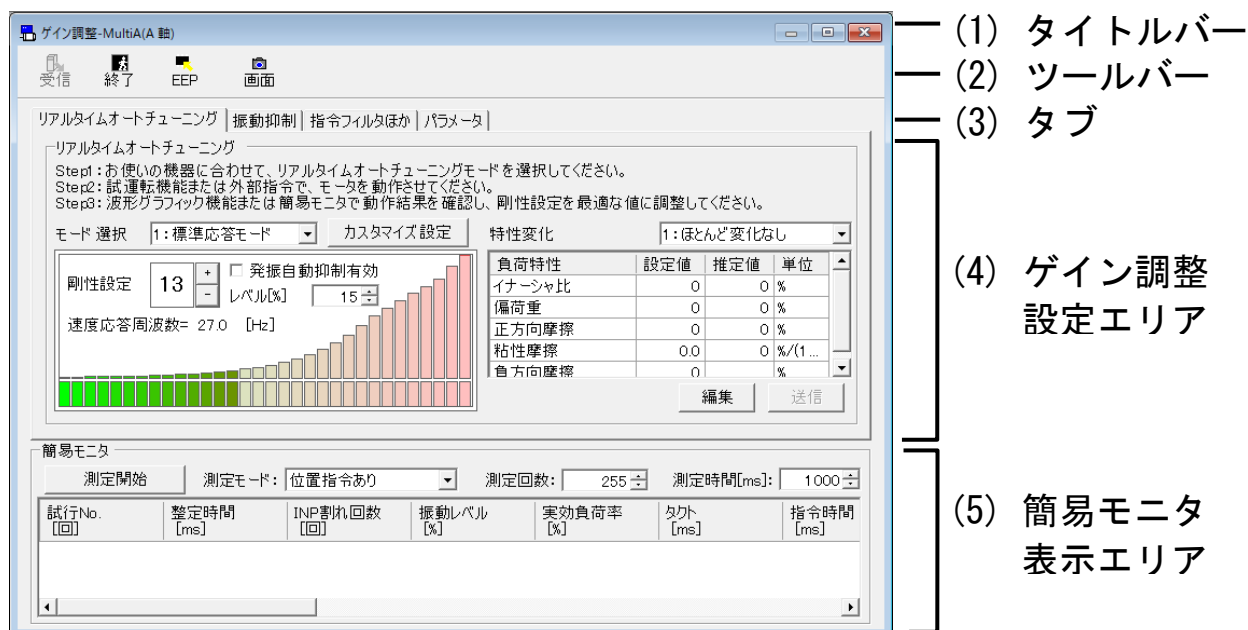 ゲイン調整-MultiA(A 軸)
受信 終了 EEP 画面
リアルタイムオートチューニング 振動抑制 指令フィルタほか パラメータ
リアルタイムオートチューニング
Step1：お使いの機器に合わせて、リアルタイムオートチューニングモードを選択してください。
Step2：試運転機能または外部指令で、モータを動作させてください。
Step3：波形グラフィック機能または簡易モニタで動作結果を確認し、剛性設定を最適な値に調整してください。
モード選択 1：標準応答モード カスタマイズ設定 特性変化 1：ほとんど変化なし
剛性設定 13 + - 発振自動抑制有効
レベル[%] 15
速度応答周波数= 27.0 [Hz]
負荷特性 設定値 推定値 単位
イナーシャ比 0 0 %
偏荷重 0 0 %
正方向摩擦 0 0 %
粘性摩擦 0.0 0 %/(1...
負方向摩擦 0 %
編集 送信
簡易モニタ
測定開始 測定モード： 位置指令あり 測定回数： 255 測定時間[ms]： 1000
試行No. 整定時間 INP割れ回数 振動レベル 実効負荷率 タクト 指令時間
[回] [ms] [回] [%] [%] [ms] [ms]
(1) タイトルバー
(2) ツールバー
(3) タブ
(4) ゲイン調整
設定エリア
(5) 簡易モニタ
表示エリア